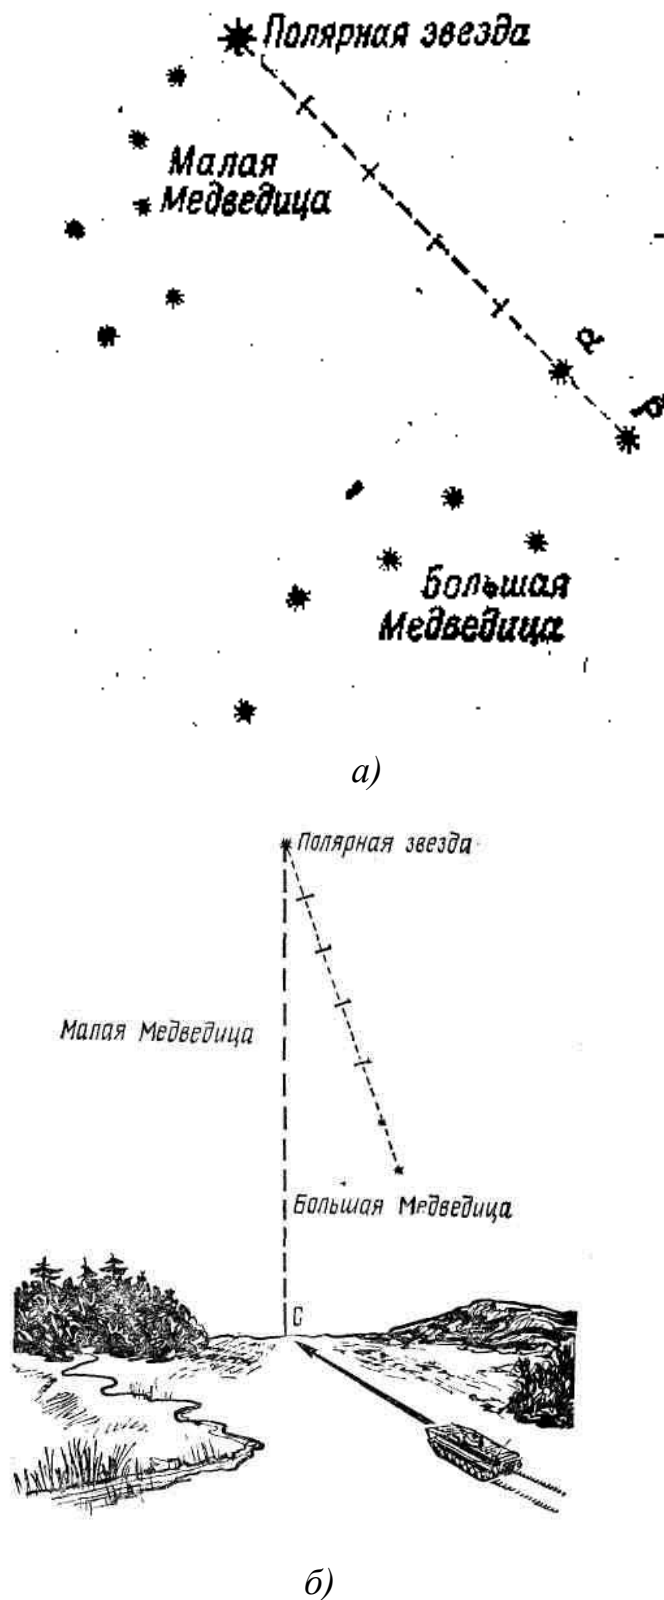 Полярная звезда
Малая
Медведица
α
β
Большая
Медведица
а)
Полярная звезда
Малая Медведица
Большая Медведица
С
б)